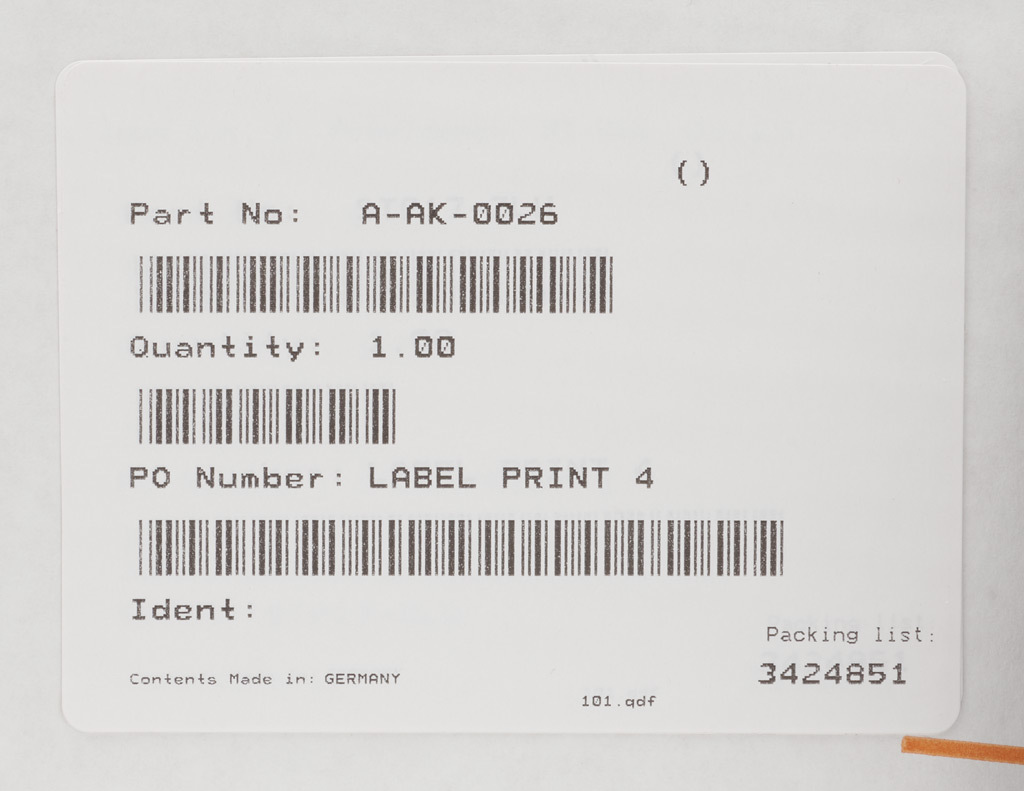 ()
Part No: A-AK-0026
Quantity: 1.00
PO Number: LABEL PRINT 4
Ident:
Packing list:
3424851
Contents Made in: GERMANY
101.qdf